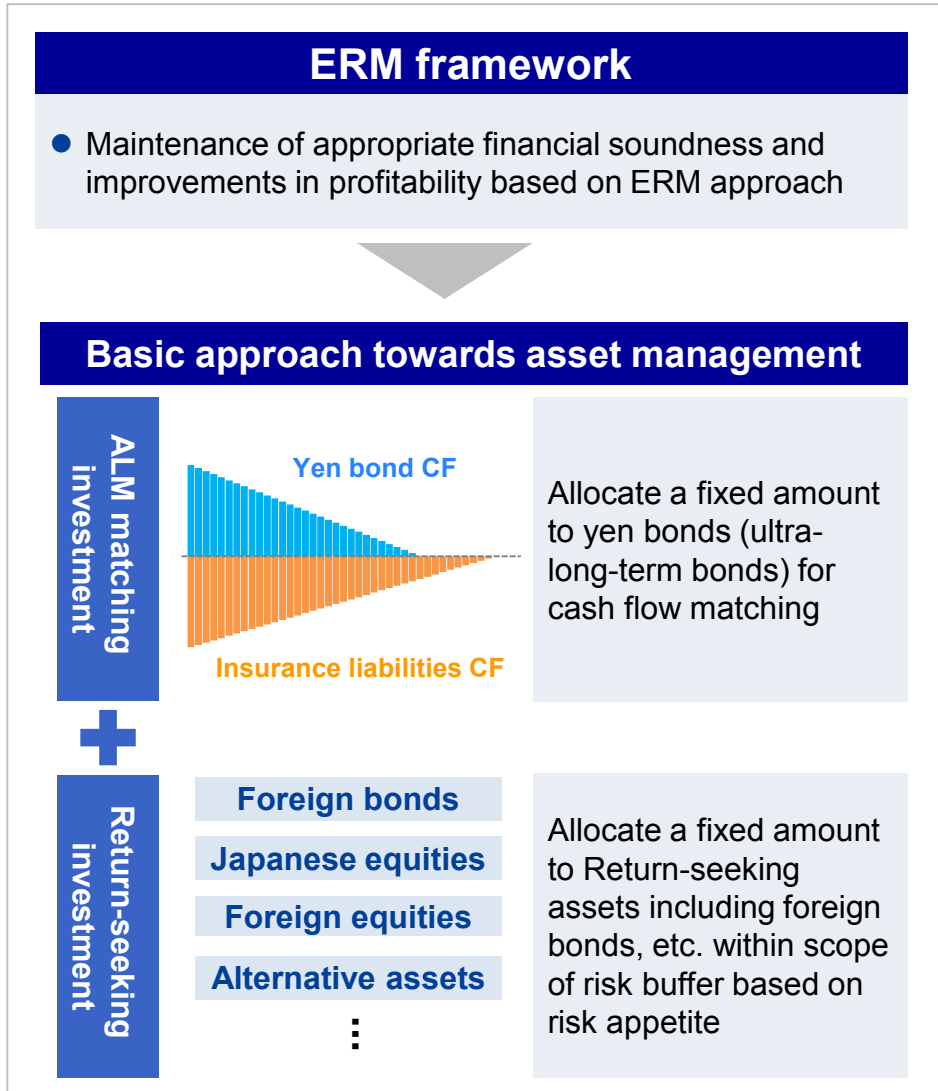 ERM framework
● Maintenance of appropriate financial soundness and
improvements in profitability based on ERM approach
Basic approach towards asset management
ALM matching
investment
Yen bond CF
Insurance liabilities CF
Allocate a fixed amount
to yen bonds (ultra-
long-term bonds) for
cash flow matching
Return-seeking
investment
Foreign bonds
Japanese equities
Foreign equities
Alternative assets
⋮
Allocate a fixed amount
to Return-seeking
assets including foreign
bonds, etc. within scope
of risk buffer based on
risk appetite